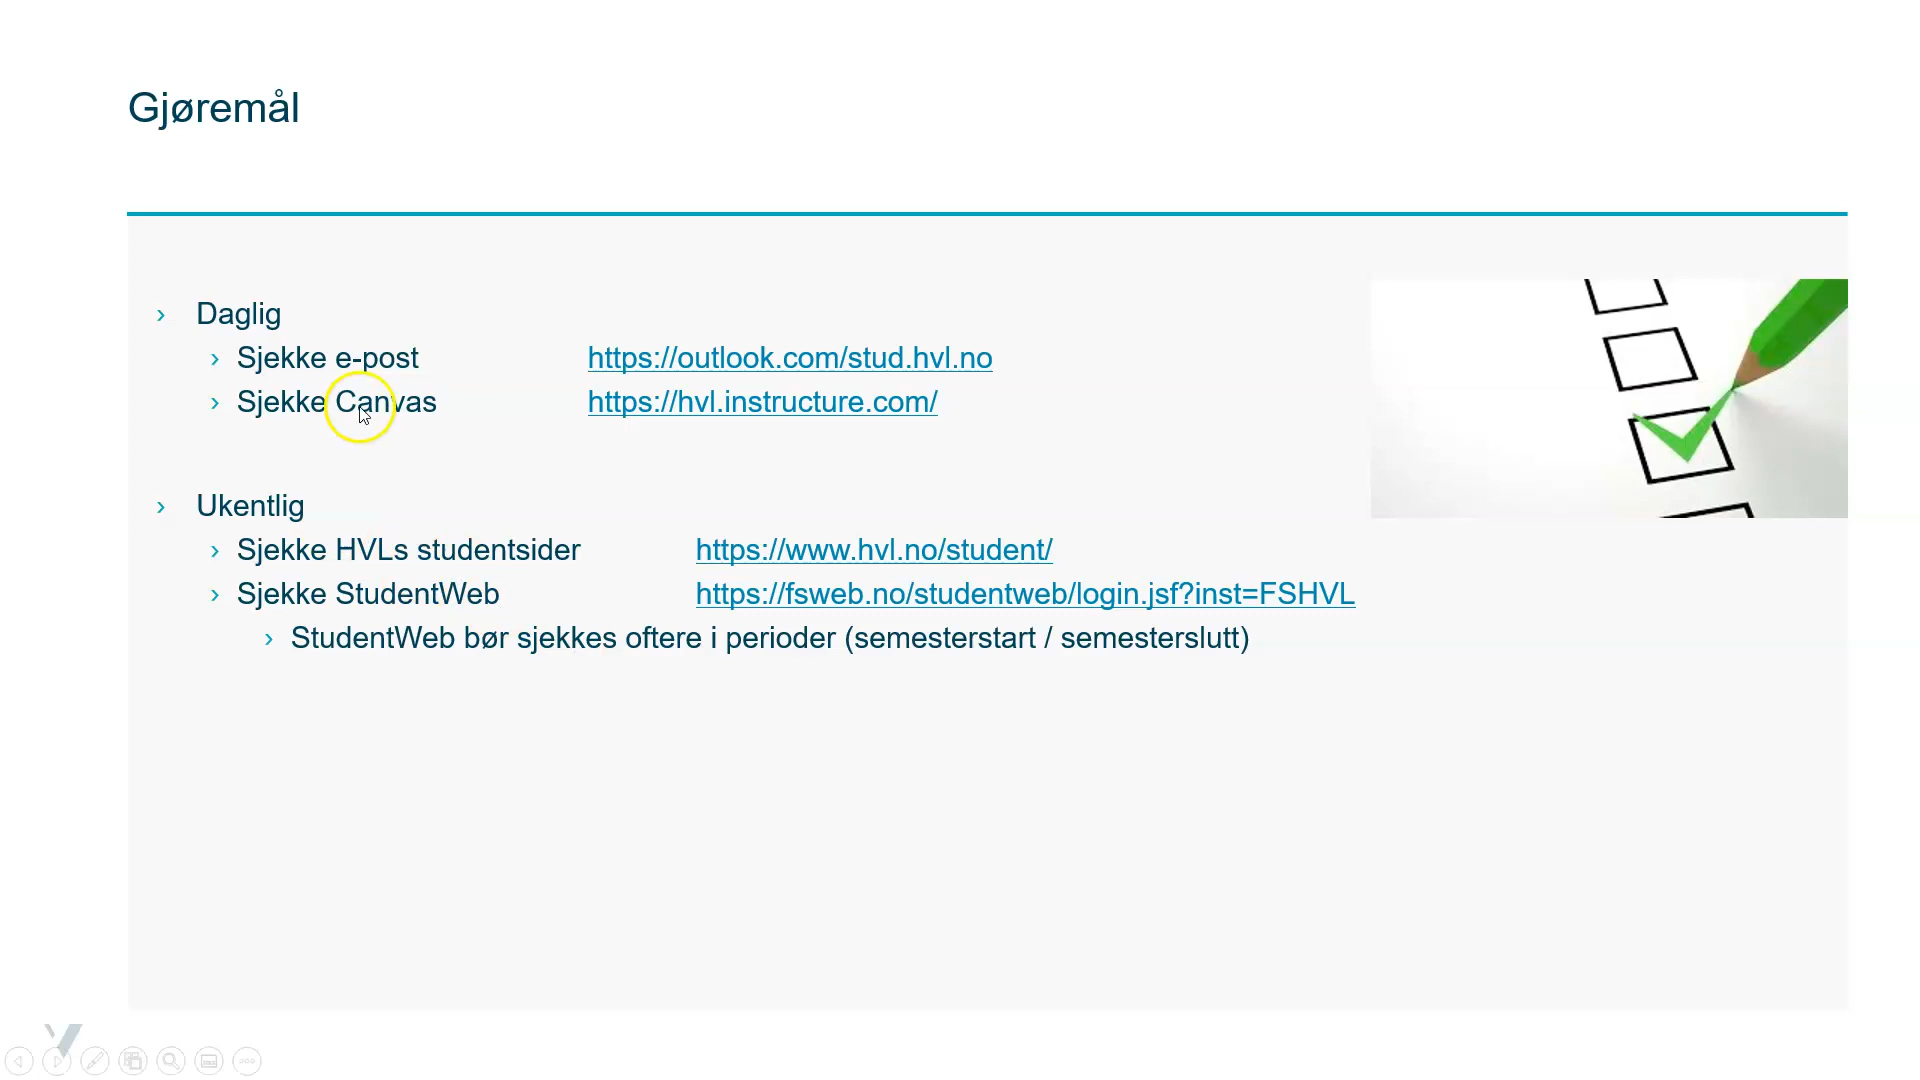 Gjøremål
› Daglig
› Sjekke e-post https://outlook.com/stud.hvl.no
› Sjekke Canvas https://hvl.instructure.com/
› Ukentlig
› Sjekke HVLs studentsider https://www.hvl.no/student/
› Sjekke StudentWeb https://fsweb.no/studentweb/login.jsf?inst=FSHVL
› StudentWeb bør sjekkes oftere i perioder (semesterstart / semesterslutt)